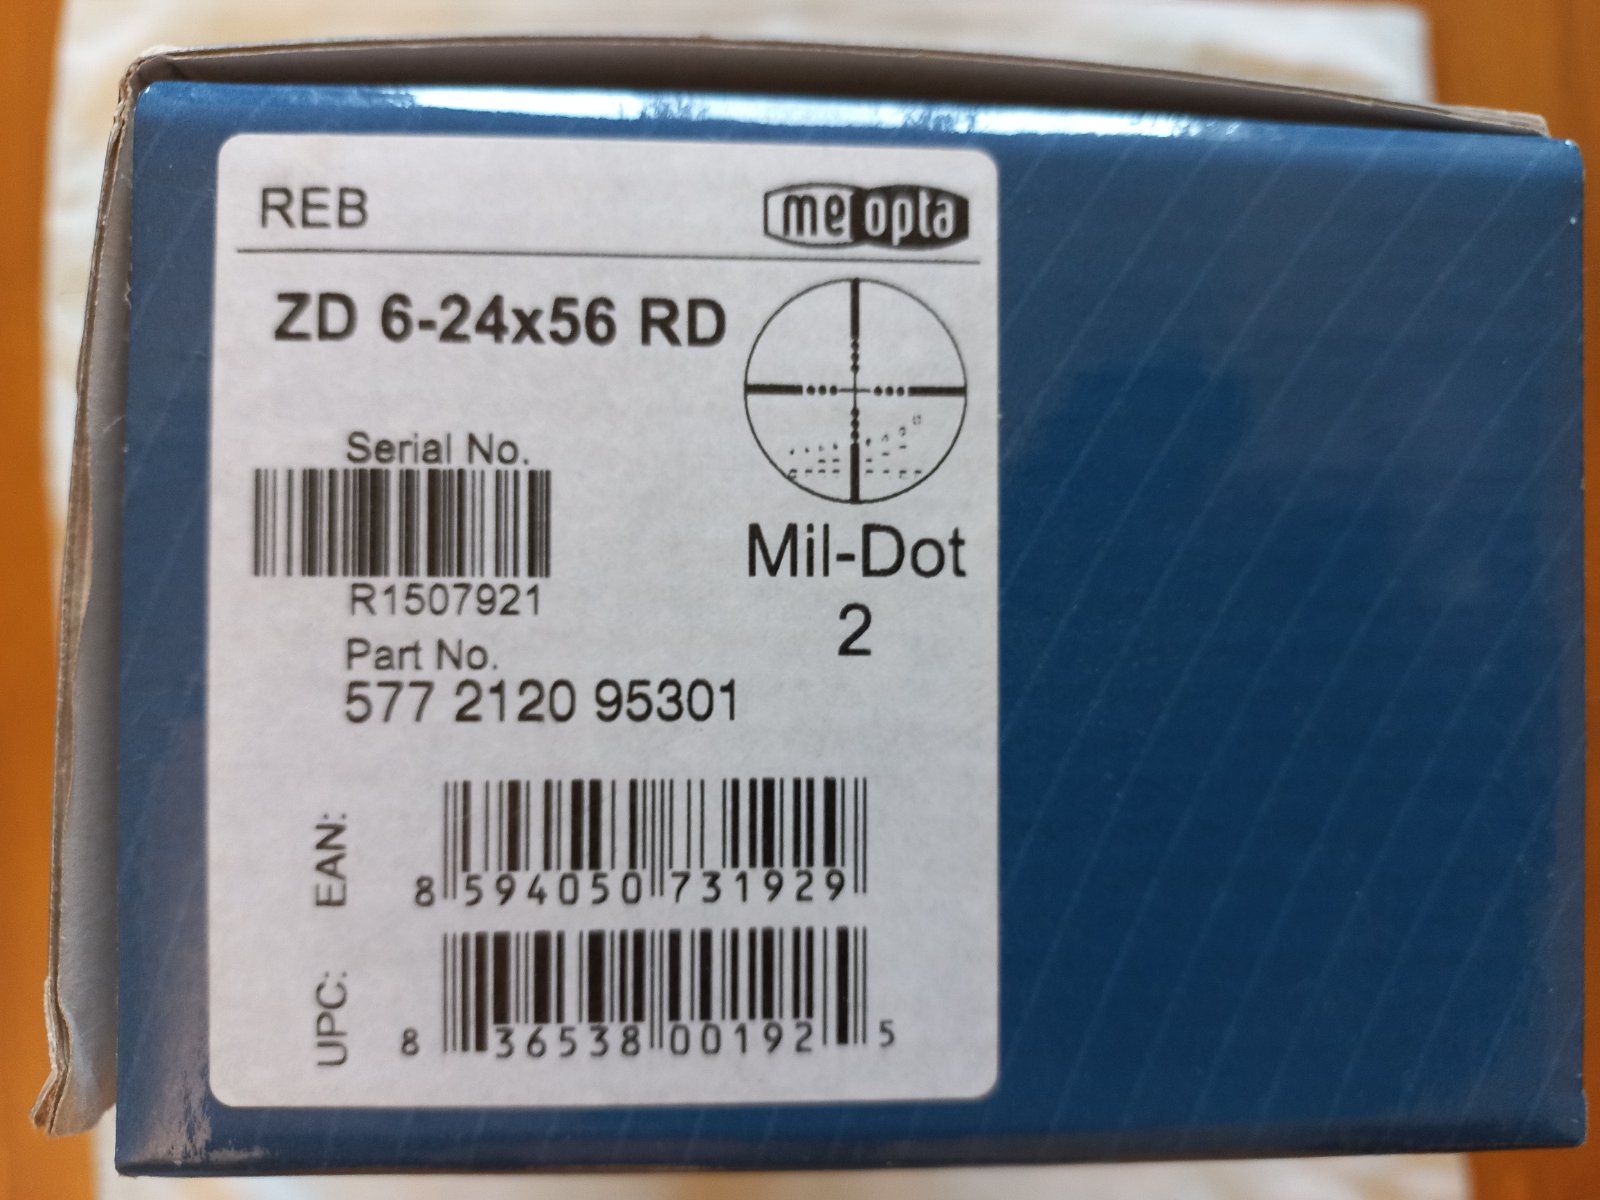 REB
meopta
ZD 6-24x56 RD
Serial No.
R1507921
Part No.
577 2120 95301
Mil-Dot
2
EAN:
8 594050 731929
UPC:
8 36538 00192 5